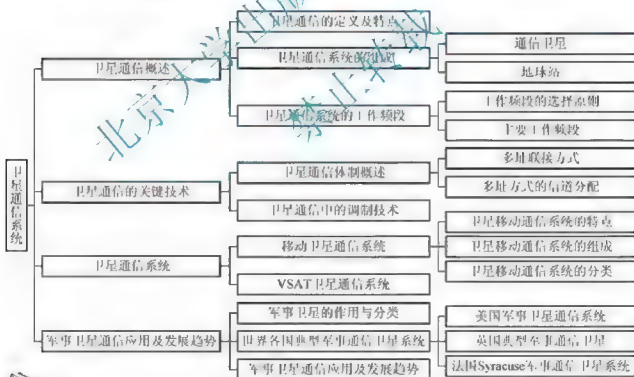 卫星通信系统
卫星通信概述
卫星通信的定义及特点
卫星通信系统的组成
通信卫星
地球站
卫星通信系统的工作频段
工作频段的选择原则
主要工作频段
卫星通信的关键技术
卫星通信体制概述
多址联接方式
多址方式的信道分配
卫星通信中的调制技术
卫星通信系统
移动卫星通信系统
卫星移动通信系统的特点
卫星移动通信系统的组成
卫星移动通信系统的分类
VSAT卫星通信系统
军事卫星通信应用及发展趋势
军事卫星的作用与分类
世界各国典型军事通信卫星系统
美国军事卫星通信系统
英国典型军事通信卫星
法国Syracuse军事通信卫星系统
军事卫星通信应用及发展趋势
北京大学出版
禁止转载